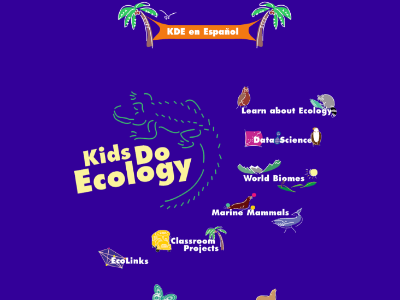 KDE en Español
Learn about Ecology
Data Science
Kids Do
Ecology
World Biomes
Marine Mammals
Classroom
Projects
EcoLinks